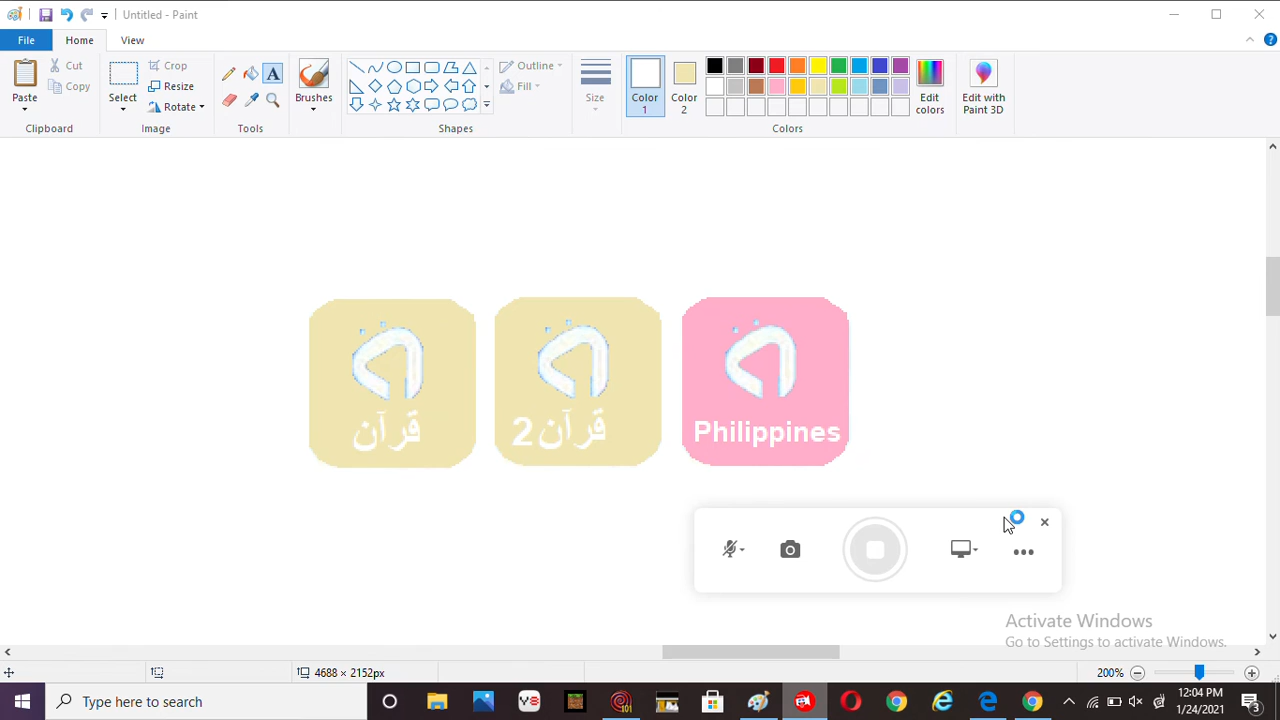 Untitled - Paint
File
Home
View
Paste
Cut
Copy
Clipboard
Select
Crop
Resize
Rotate
Image
A
Tools
Brushes
Outline
Fill
Shapes
Size
Color
1
Color
2
Edit
colors
Colors
Edit with
Paint 3D
قرآن
قرآن 2
Philippines
Activate Windows
Go to Settings to activate Windows.
4688 × 2152px
200%
Type here to search
101
12:04 PM
1/24/2021
3